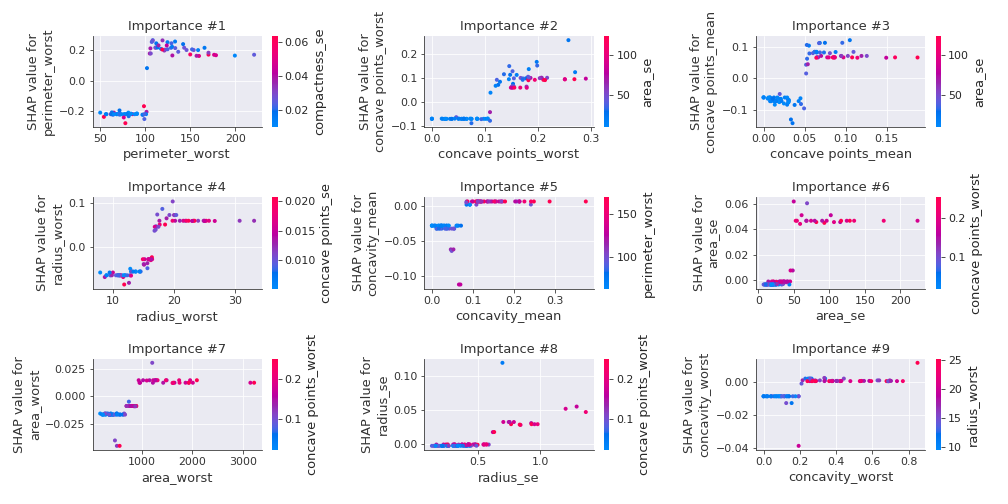 Importance #1
SHAP value for
perimeter_worst
0.2
0.0
−0.2
50
100
150
200
perimeter_worst
0.06
0.04
0.02
compactness_se
Importance #2
SHAP value for
concave points_worst
0.2
0.1
0.0
−0.1
0.0
0.1
0.2
0.3
concave points_worst
100
50
area_se
Importance #3
SHAP value for
concave points_mean
0.1
0.0
−0.1
0.00
0.05
0.10
0.15
concave points_mean
100
50
area_se
Importance #4
SHAP value for
radius_worst
0.1
0.0
10
20
30
radius_worst
0.020
0.015
0.010
concave points_se
Importance #5
SHAP value for
concavity_mean
0.00
−0.05
−0.10
0.0
0.1
0.2
0.3
concavity_mean
150
100
perimeter_worst
Importance #6
SHAP value for
area_se
0.06
0.04
0.02
0.00
0
50
100
150
200
area_se
0.2
0.1
concave points_worst
Importance #7
SHAP value for
area_worst
0.025
0.000
−0.025
1000
2000
3000
area_worst
0.2
0.1
concave points_worst
Importance #8
SHAP value for
radius_se
0.10
0.05
0.00
0.5
1.0
radius_se
0.2
0.1
concave points_worst
Importance #9
SHAP value for
concavity_worst
0.00
−0.02
−0.04
0.0
0.2
0.4
0.6
0.8
concavity_worst
25
20
15
10
radius_worst